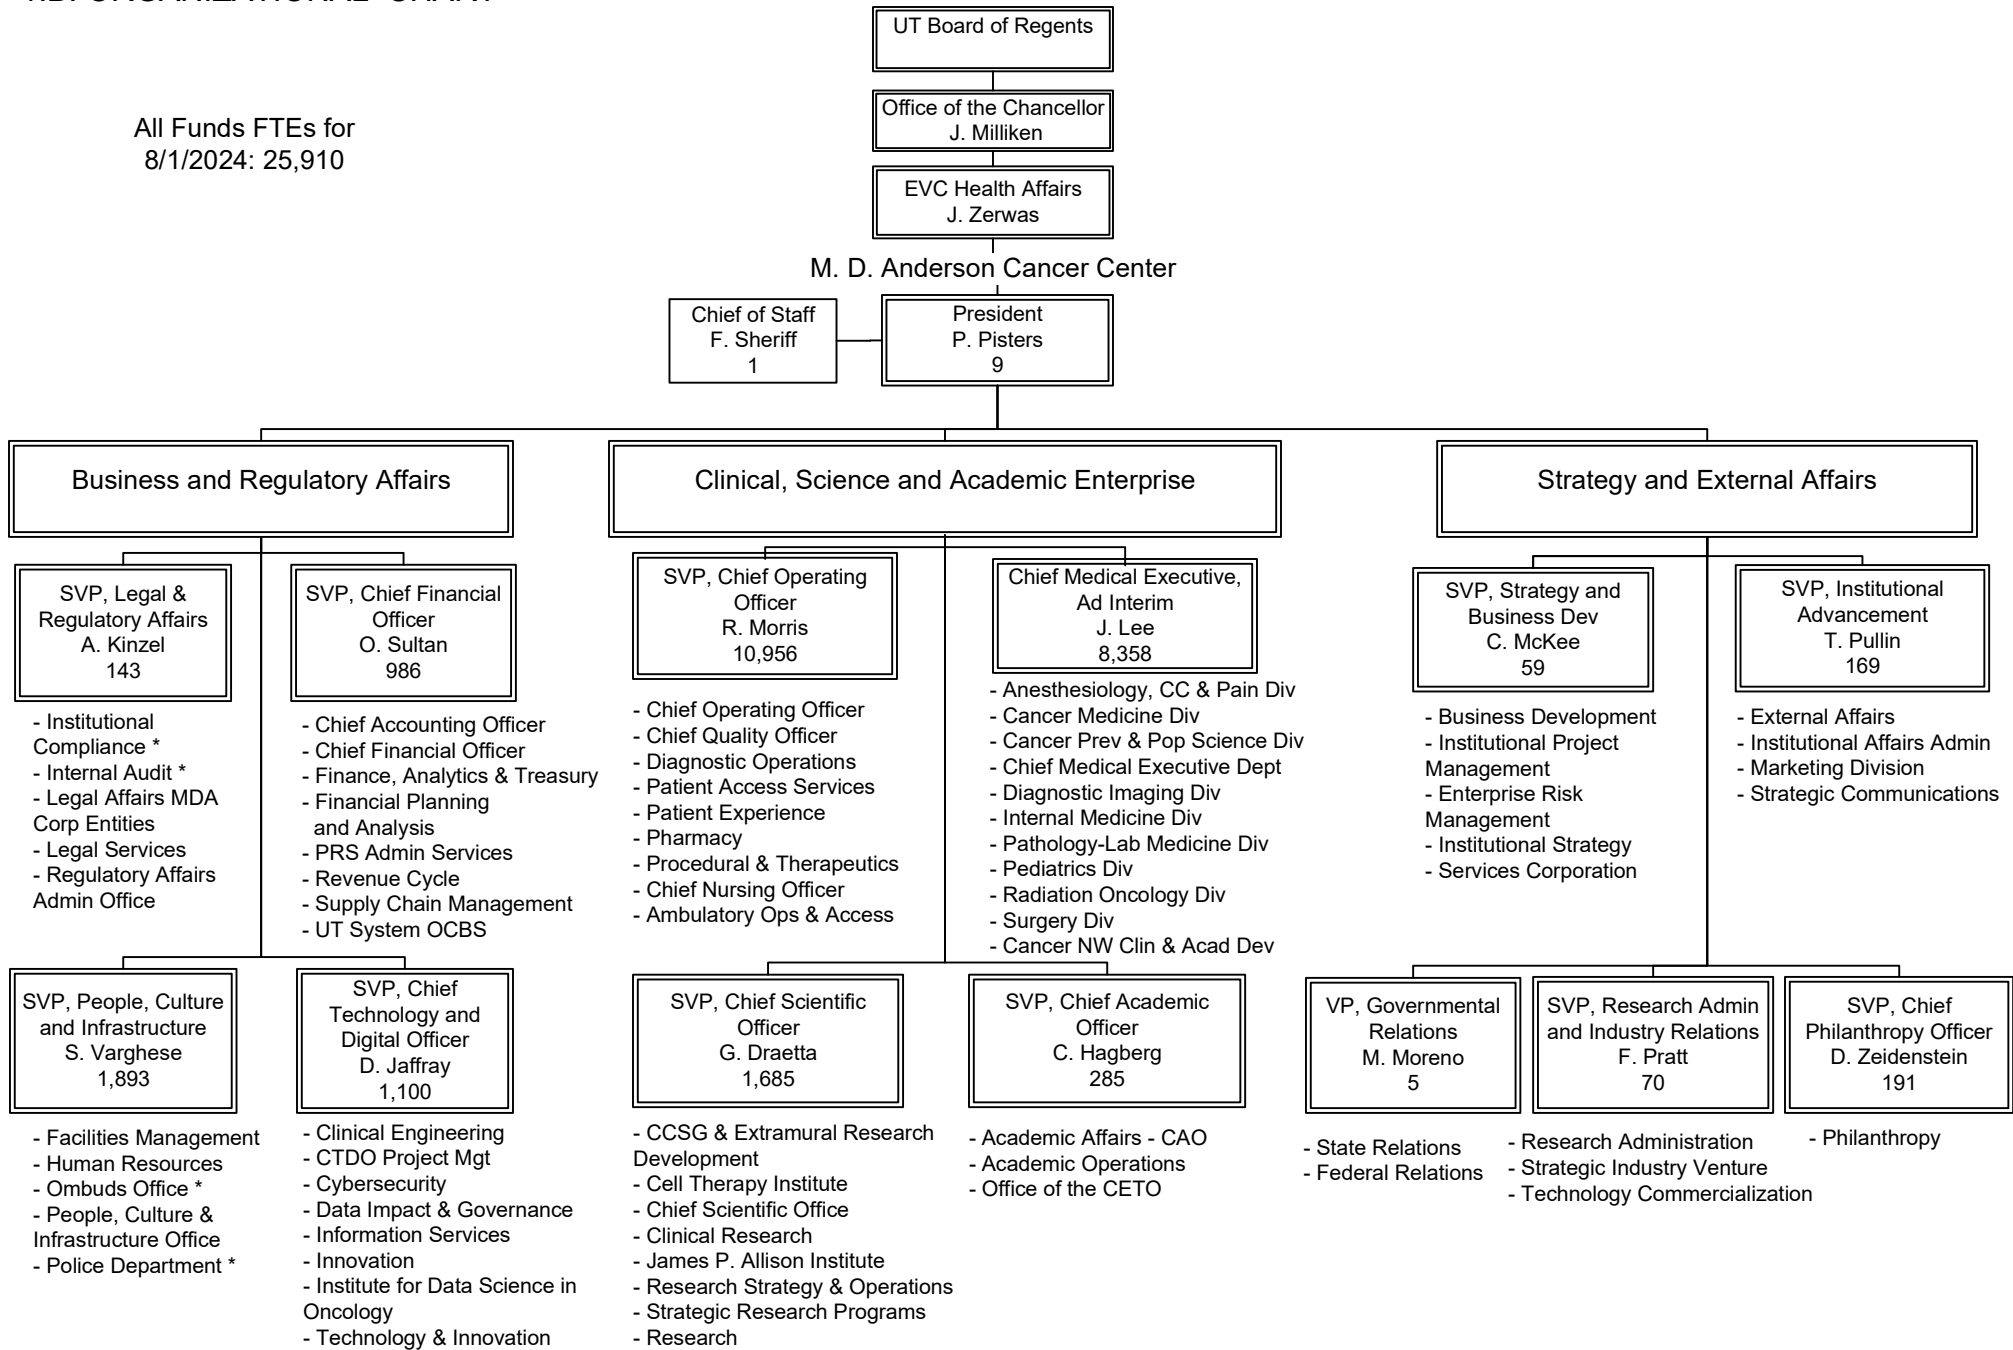 UT Board of Regents
Office of the Chancellor
J. Milliken
All Funds FTEs for
8/1/2024: 25,910
EVC Health Affairs
J. Zerwas
M. D. Anderson Cancer Center
Chief of Staff
F. Sheriff
1
President
P. Pisters
9
Business and Regulatory Affairs
Clinical, Science and Academic Enterprise
Strategy and External Affairs
SVP, Legal &
Regulatory Affairs
A. Kinzel
143
- Institutional
Compliance *
- Internal Audit *
- Legal Affairs MDA
Corp Entities
- Legal Services
- Regulatory Affairs
Admin Office
SVP, Chief Financial
Officer
O. Sultan
986
- Chief Accounting Officer
- Chief Financial Officer
- Finance, Analytics & Treasury
- Financial Planning
and Analysis
- PRS Admin Services
- Revenue Cycle
- Supply Chain Management
- UT System OCBS
SVP, Chief Operating
Officer
R. Morris
10,956
- Chief Operating Officer
- Chief Quality Officer
- Diagnostic Operations
- Patient Access Services
- Patient Experience
- Pharmacy
- Procedural & Therapeutics
- Chief Nursing Officer
- Ambulatory Ops & Access
Chief Medical Executive,
Ad Interim
J. Lee
8,358
- Anesthesiology, CC & Pain Div
- Cancer Medicine Div
- Cancer Prev & Pop Science Div
- Chief Medical Executive Dept
- Diagnostic Imaging Div
- Internal Medicine Div
- Pathology-Lab Medicine Div
- Pediatrics Div
- Radiation Oncology Div
- Surgery Div
- Cancer NW Clin & Acad Dev
SVP, Strategy and
Business Dev
C. McKee
59
- Business Development
- Institutional Project
Management
- Enterprise Risk
Management
- Institutional Strategy
- Services Corporation
SVP, Institutional
Advancement
T. Pullin
169
- External Affairs
- Institutional Affairs Admin
- Marketing Division
- Strategic Communications
SVP, People, Culture
and Infrastructure
S. Varghese
1,893
- Facilities Management
- Human Resources
- Ombuds Office *
- People, Culture &
Infrastructure Office
- Police Department *
SVP, Chief
Technology and
Digital Officer
D. Jaffray
1,100
- Clinical Engineering
- CTDO Project Mgt
- Cybersecurity
- Data Impact & Governance
- Information Services
- Innovation
- Institute for Data Science in
Oncology
- Technology & Innovation
SVP, Chief Scientific
Officer
G. Draetta
1,685
- CCSG & Extramural Research
Development
- Cell Therapy Institute
- Chief Scientific Office
- Clinical Research
- James P. Allison Institute
- Research Strategy & Operations
- Strategic Research Programs
- Research
SVP, Chief Academic
Officer
C. Hagberg
285
- Academic Affairs - CAO
- Academic Operations
- Office of the CETO
VP, Governmental
Relations
M. Moreno
5
- State Relations
- Federal Relations
SVP, Research Admin
and Industry Relations
F. Pratt
70
- Research Administration
- Strategic Industry Venture
- Technology Commercialization
SVP, Chief
Philanthropy Officer
D. Zeidenstein
191
- Philanthropy